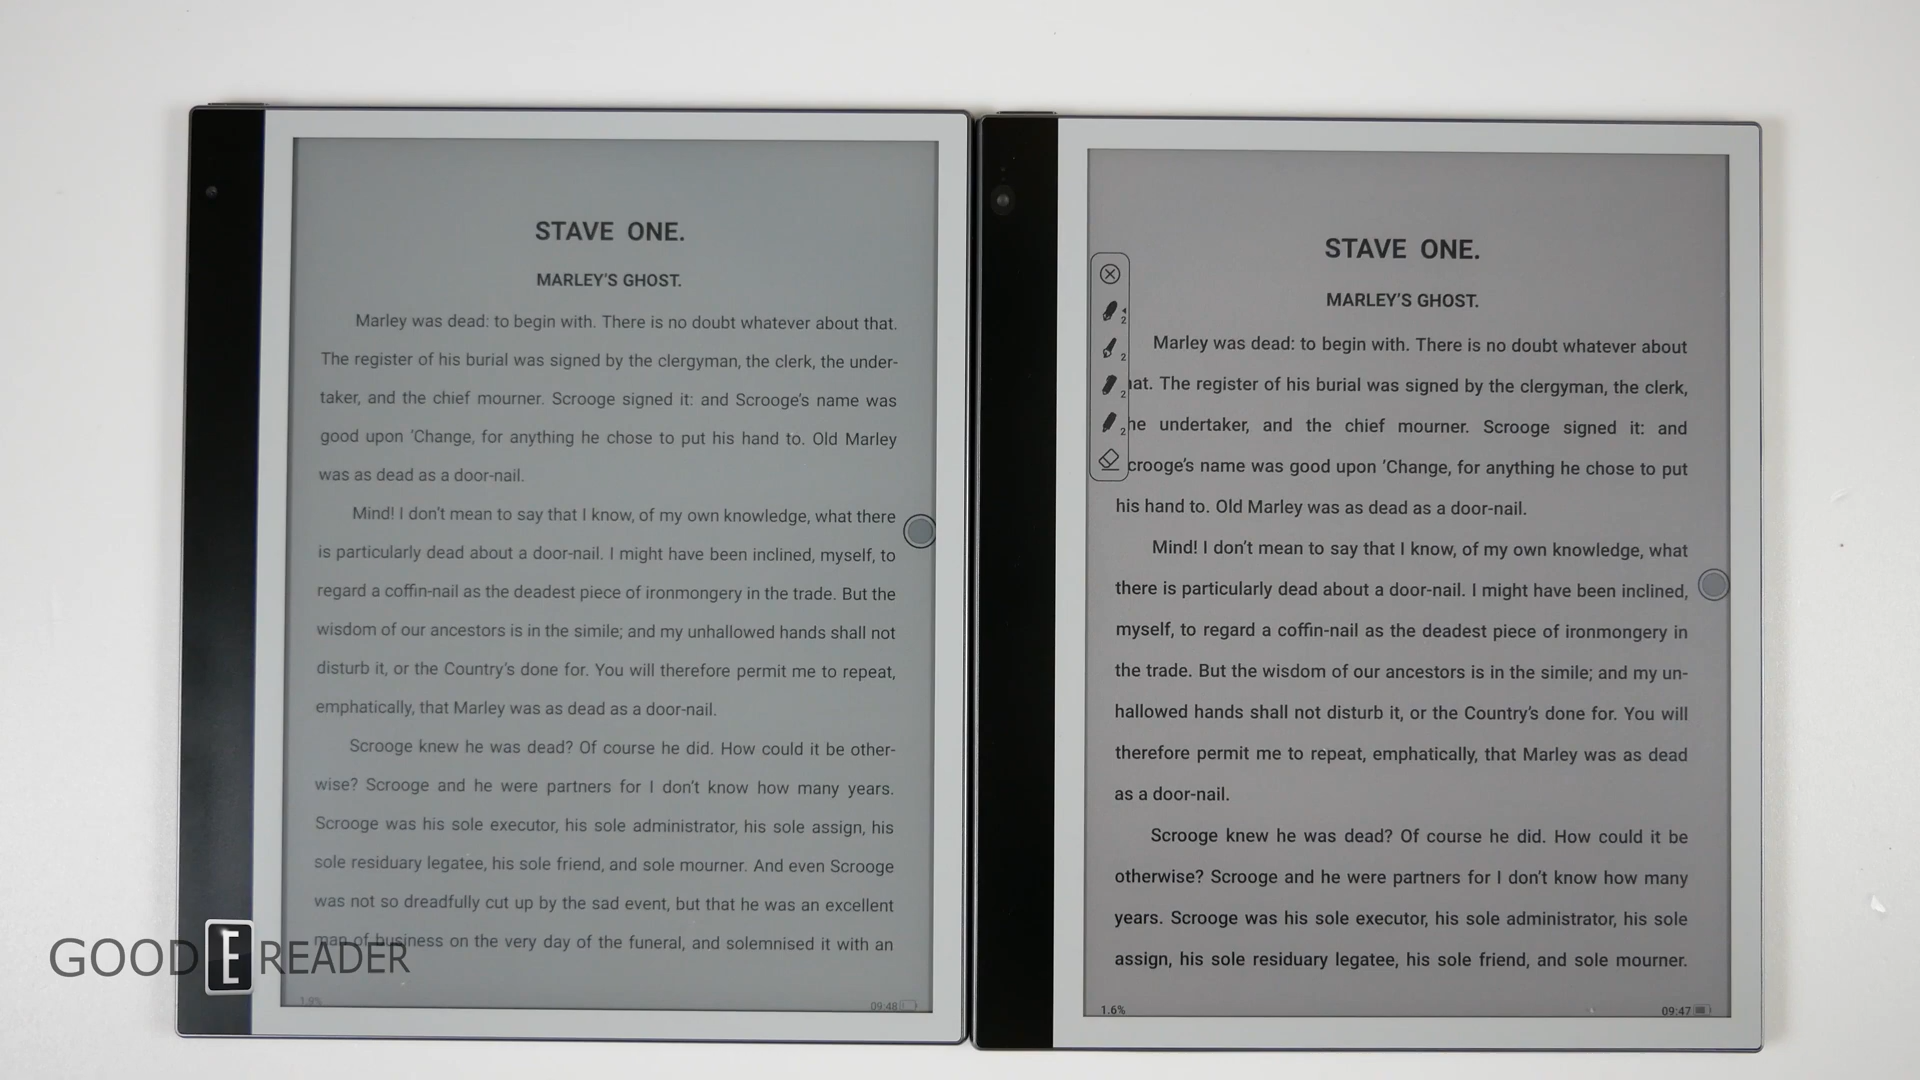 STAVE ONE.
MARLEY'S GHOST.
Marley was dead: to begin with. There is no doubt whatever about that.
The register of his burial was signed by the clergyman, the clerk, the under-
taker, and the chief mourner. Scrooge signed it: and Scrooge's name was
good upon 'Change, for anything he chose to put his hand to. Old Marley
was as dead as a door-nail.
Mind! I don't mean to say that I know, of my own knowledge, what there
is particularly dead about a door-nail. I might have been inclined, myself, to
regard a coffin-nail as the deadest piece of ironmongery in the trade. But the
wisdom of our ancestors is in the simile; and my unhallowed hands shall not
disturb it, or the Country's done for. You will therefore permit me to repeat,
emphatically, that Marley was as dead as a door-nail.
Scrooge knew he was dead? Of course he did. How could it be other-
wise? Scrooge and he were partners for I don't know how many years.
Scrooge was his sole executor, his sole administrator, his sole assign, his
sole residuary legatee, his sole friend, and sole mourner. And even Scrooge
was not so dreadfully cut up by the sad event, but that he was an excellent
man of business on the very day of the funeral, and solemnised it with an
1.9% 09:48
GOOD E READER
STAVE ONE.
MARLEY'S GHOST.
2
2
2
2
Marley was dead: to begin with. There is no doubt whatever about
hat. The register of his burial was signed by the clergyman, the clerk,
he undertaker, and the chief mourner. Scrooge signed it: and
crooge's name was good upon 'Change, for anything he chose to put
his hand to. Old Marley was as dead as a door-nail.
Mind! I don't mean to say that I know, of my own knowledge, what
there is particularly dead about a door-nail. I might have been inclined,
myself, to regard a coffin-nail as the deadest piece of ironmongery in
the trade. But the wisdom of our ancestors is in the simile; and my un-
hallowed hands shall not disturb it, or the Country's done for. You will
therefore permit me to repeat, emphatically, that Marley was as dead
as a door-nail.
Scrooge knew he was dead? Of course he did. How could it be
otherwise? Scrooge and he were partners for I don't know how many
years. Scrooge was his sole executor, his sole administrator, his sole
assign, his sole residuary legatee, his sole friend, and sole mourner.
1.6% 09:47